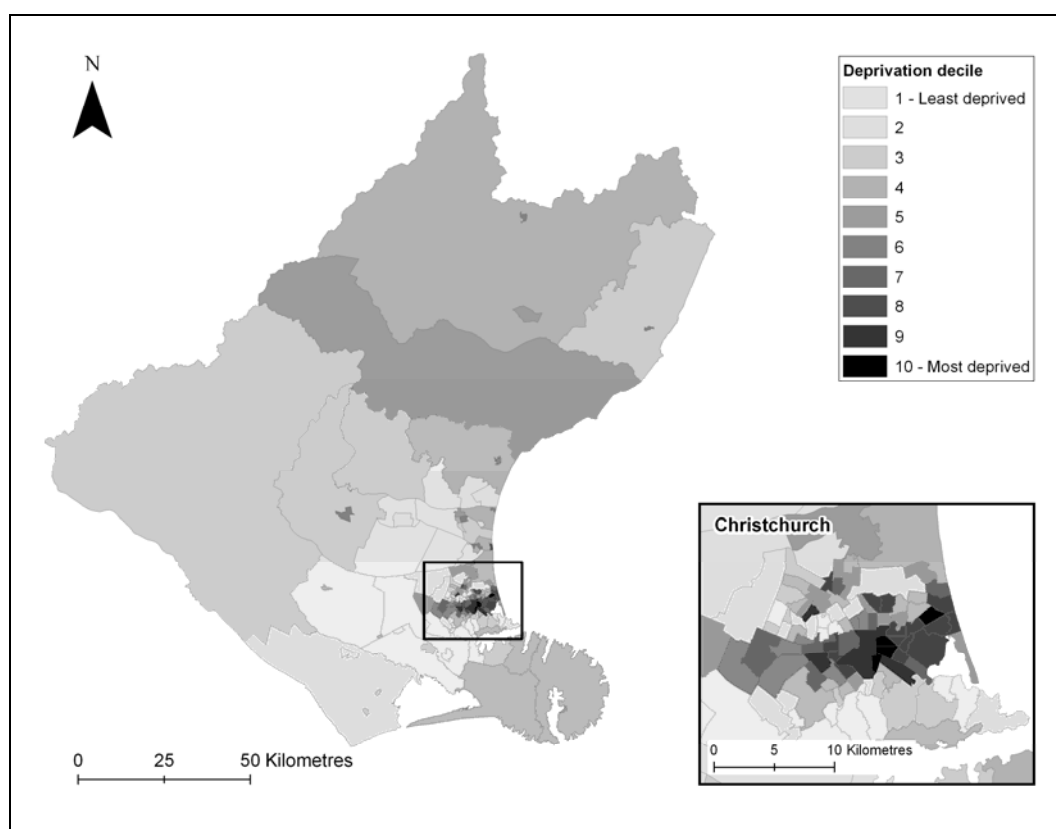 N
Deprivation decile
1 - Least deprived
2
3
4
5
6
7
8
9
10 - Most deprived
Christchurch
0 25 50 Kilometres
0 5 10 Kilometres